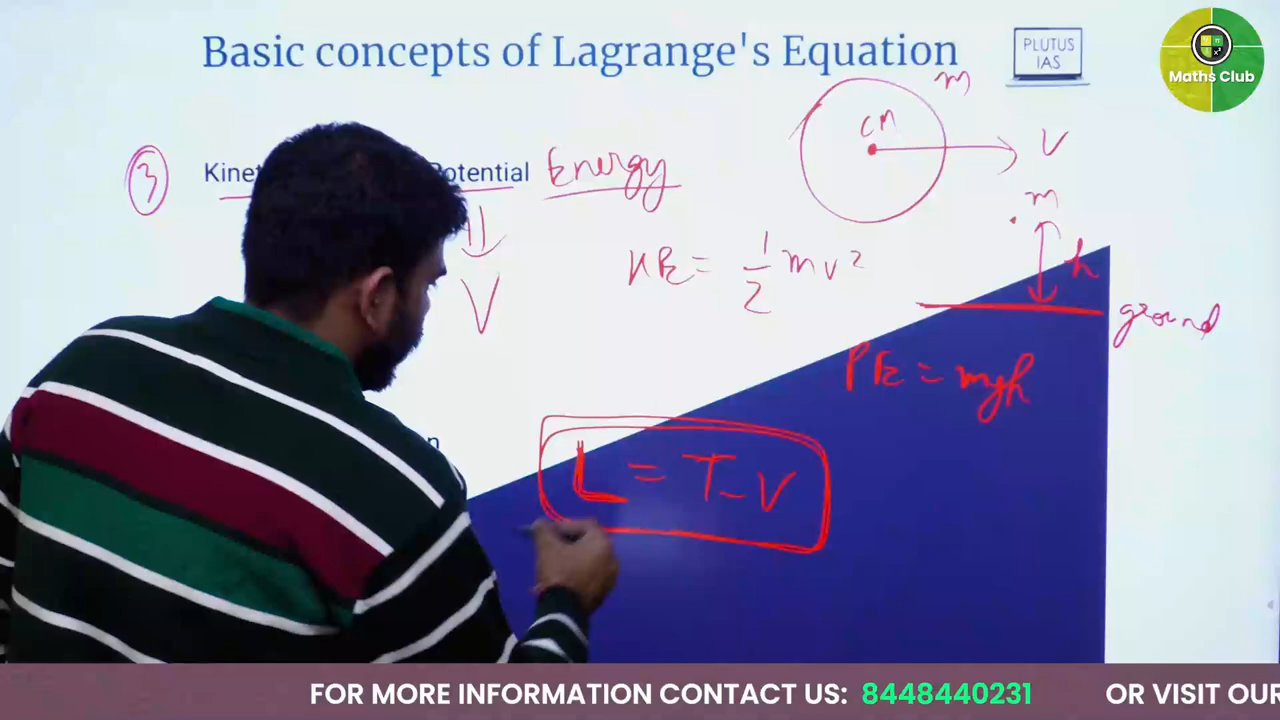 Basic concepts of Lagrange's Equation
PLUTUS
IAS
Maths Club
m
CM
V
3
Potential Energy
m
V
KE = 1/2 mv²
h
ground
PE = mgh
L = T - V
FOR MORE INFORMATION CONTACT US: 8448440231
OR VISIT OUR